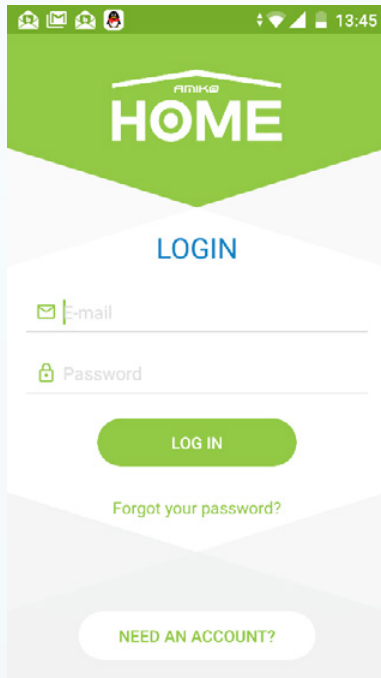 13:45
AMIKO
HOME
LOGIN
E-mail
Password
LOG IN
Forgot your password?
NEED AN ACCOUNT?